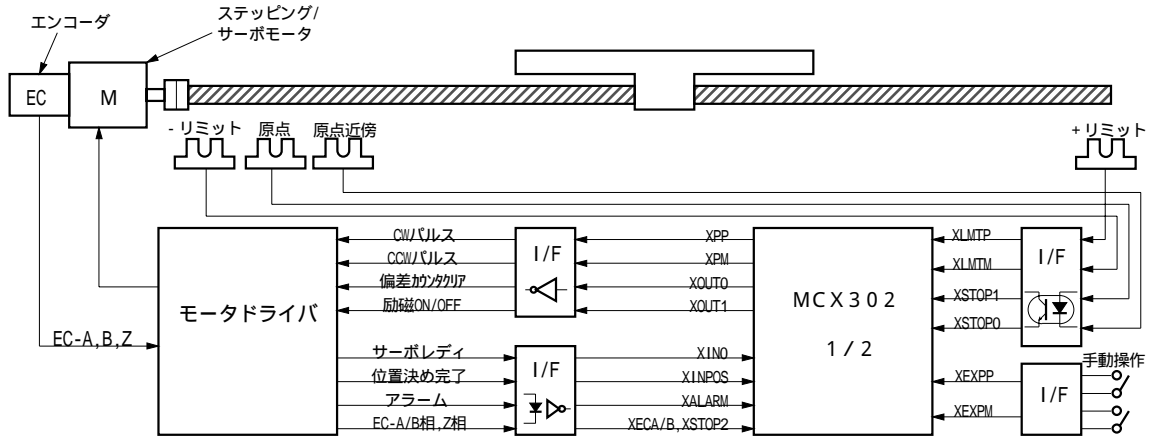 エンコーダ
ステッピング/
サーボモータ
EC
M
- リミット
原点
原点近傍
+ リミット
CWパルス
I/F
XPP
CCWパルス
XPM
偏差カウンタクリア
XOUT0
励磁ON/OFF
XOUT1
モータドライバ
EC-A,B,Z
サーボレディ
I/F
XIN0
位置決め完了
XINPOS
アラーム
XALARM
EC-A/B相,Z相
XECA/B,XSTOP2
MCX302
1/2
XLMTP
I/F
XLMTM
XSTOP1
XSTOP0
手動操作
XEXPP
I/F
XEXPM